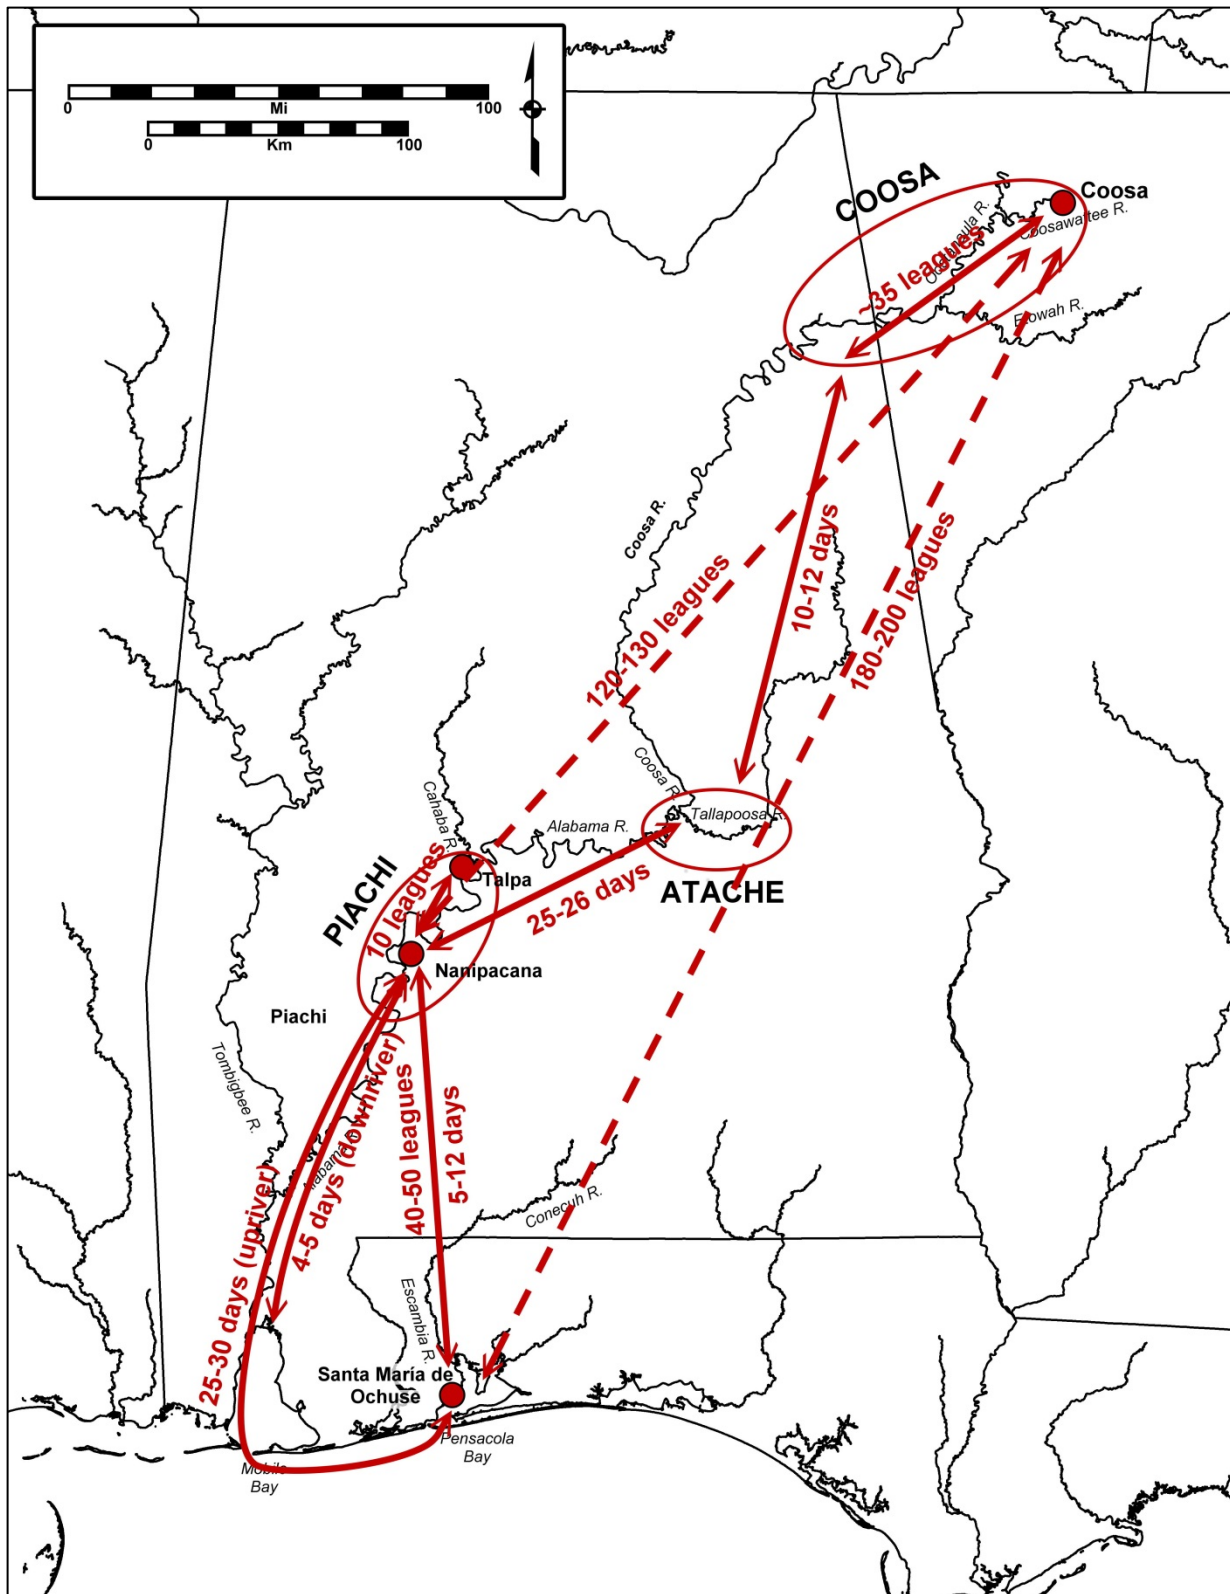 0 Mi 100
0 Km 100
COOSA
Coosa
Coosawattee R.
Oostanaula R.
~35 leagues
Etowah R.
Coosa R.
10-12 days
120-130 leagues
180-200 leagues
Coosa R.
Tallapoosa R.
Cahaba R.
Alabama R.
ATACHE
PIACHI
10 leagues
Talpa
25-26 days
Nanipacana
Piachi
Tombigbee R.
Alabama R.
4-5 days (downriver)
25-30 days (upriver)
40-50 leagues
5-12 days
Conecuh R.
Escambia R.
Santa María de
Ochuse
Pensacola
Bay
Mobile
Bay